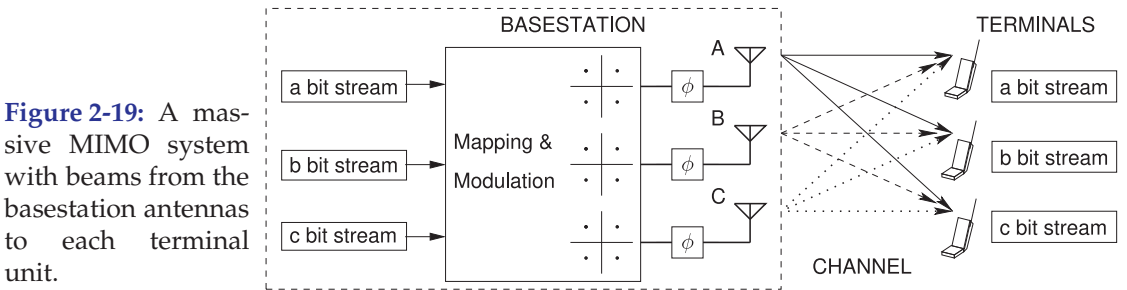 Figure 2-19: A mas-
sive MIMO system
with beams from the
basestation antennas
to each terminal
unit.
BASESTATION
TERMINALS
a bit stream
b bit stream
c bit stream
Mapping &
Modulation
A
ϕ
B
ϕ
C
ϕ
CHANNEL
a bit stream
b bit stream
c bit stream